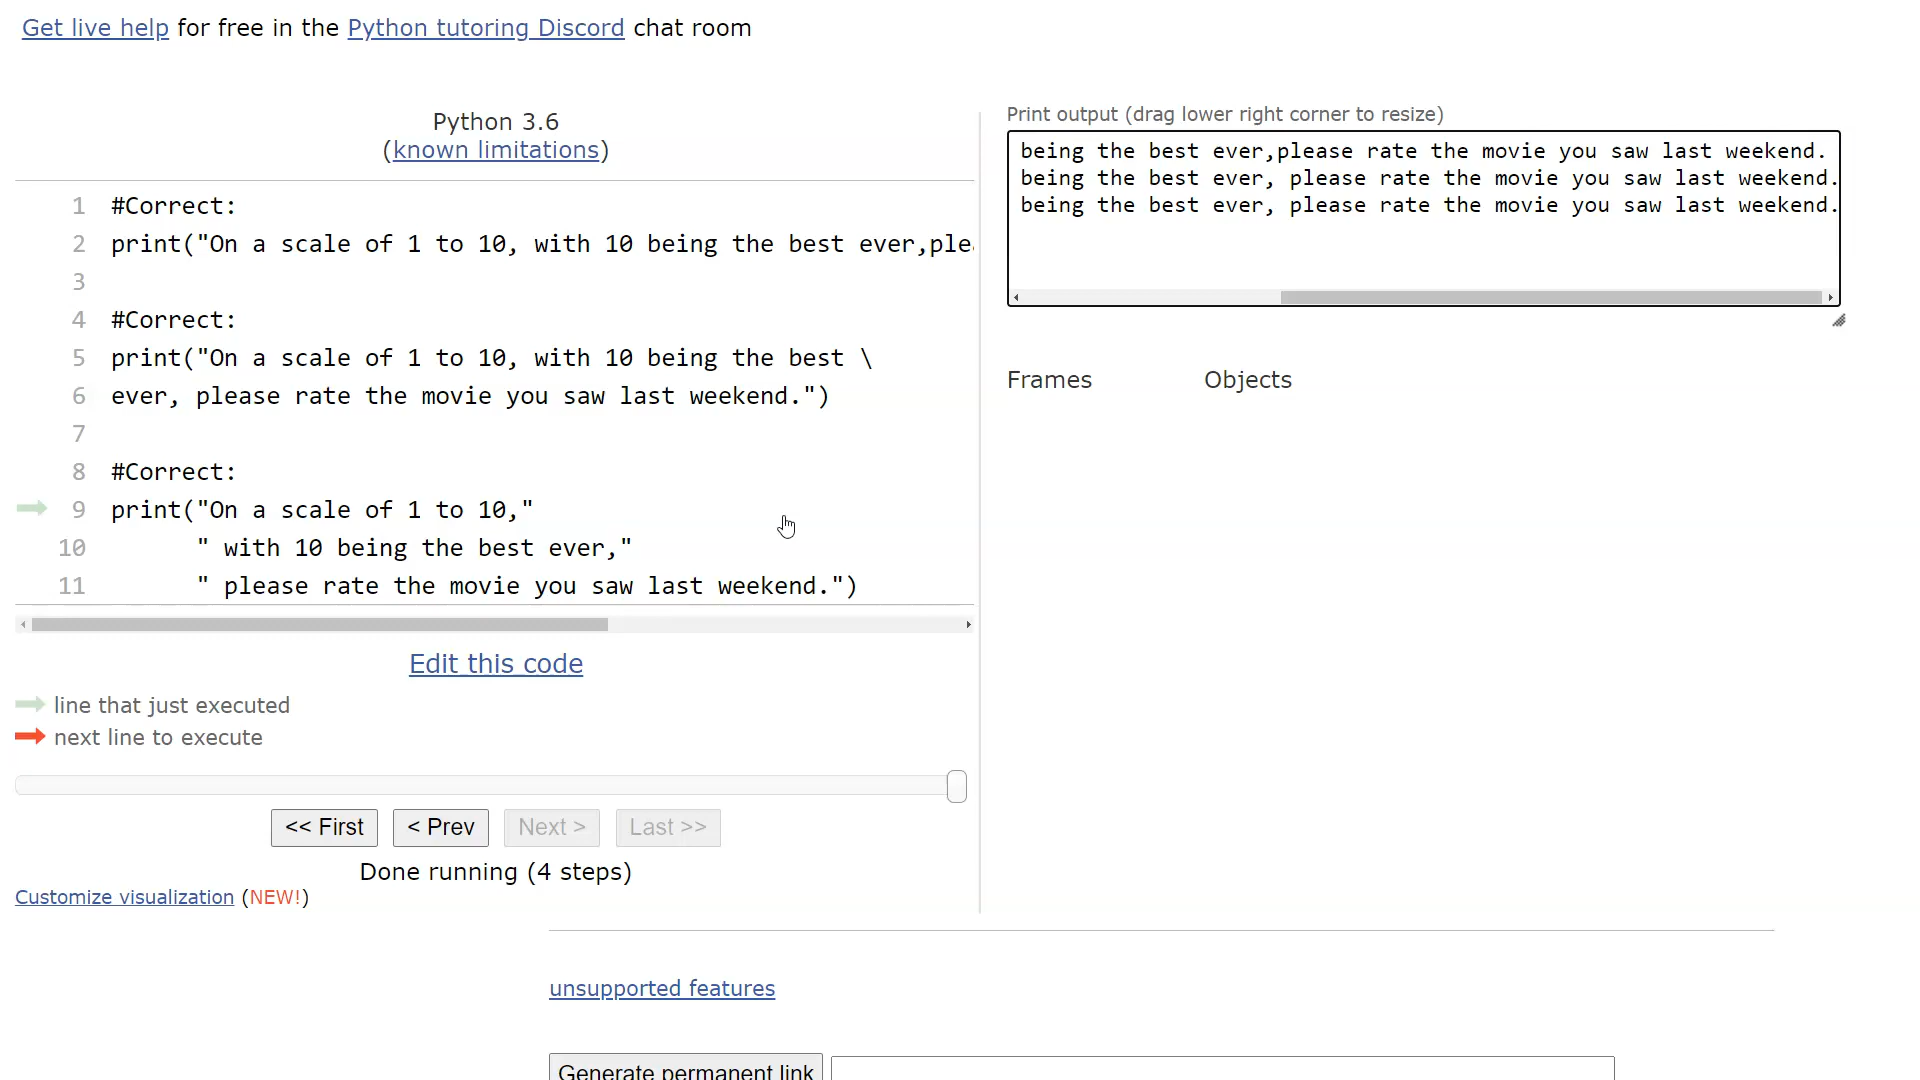 Get live help for free in the Python tutoring Discord chat room
Python 3.6
(known limitations)
1 #Correct:
2 print("On a scale of 1 to 10, with 10 being the best ever,plea
3
4 #Correct:
5 print("On a scale of 1 to 10, with 10 being the best \
6 ever, please rate the movie you saw last weekend.")
7
8 #Correct:
9 print("On a scale of 1 to 10,"
10 " with 10 being the best ever,"
11 " please rate the movie you saw last weekend.")
Edit this code
line that just executed
next line to execute
<< First < Prev Next > Last >>
Done running (4 steps)
Customize visualization (NEW!)
Print output (drag lower right corner to resize)
being the best ever,please rate the movie you saw last weekend.
being the best ever, please rate the movie you saw last weekend.
being the best ever, please rate the movie you saw last weekend.
Frames Objects
unsupported features
Generate permanent link